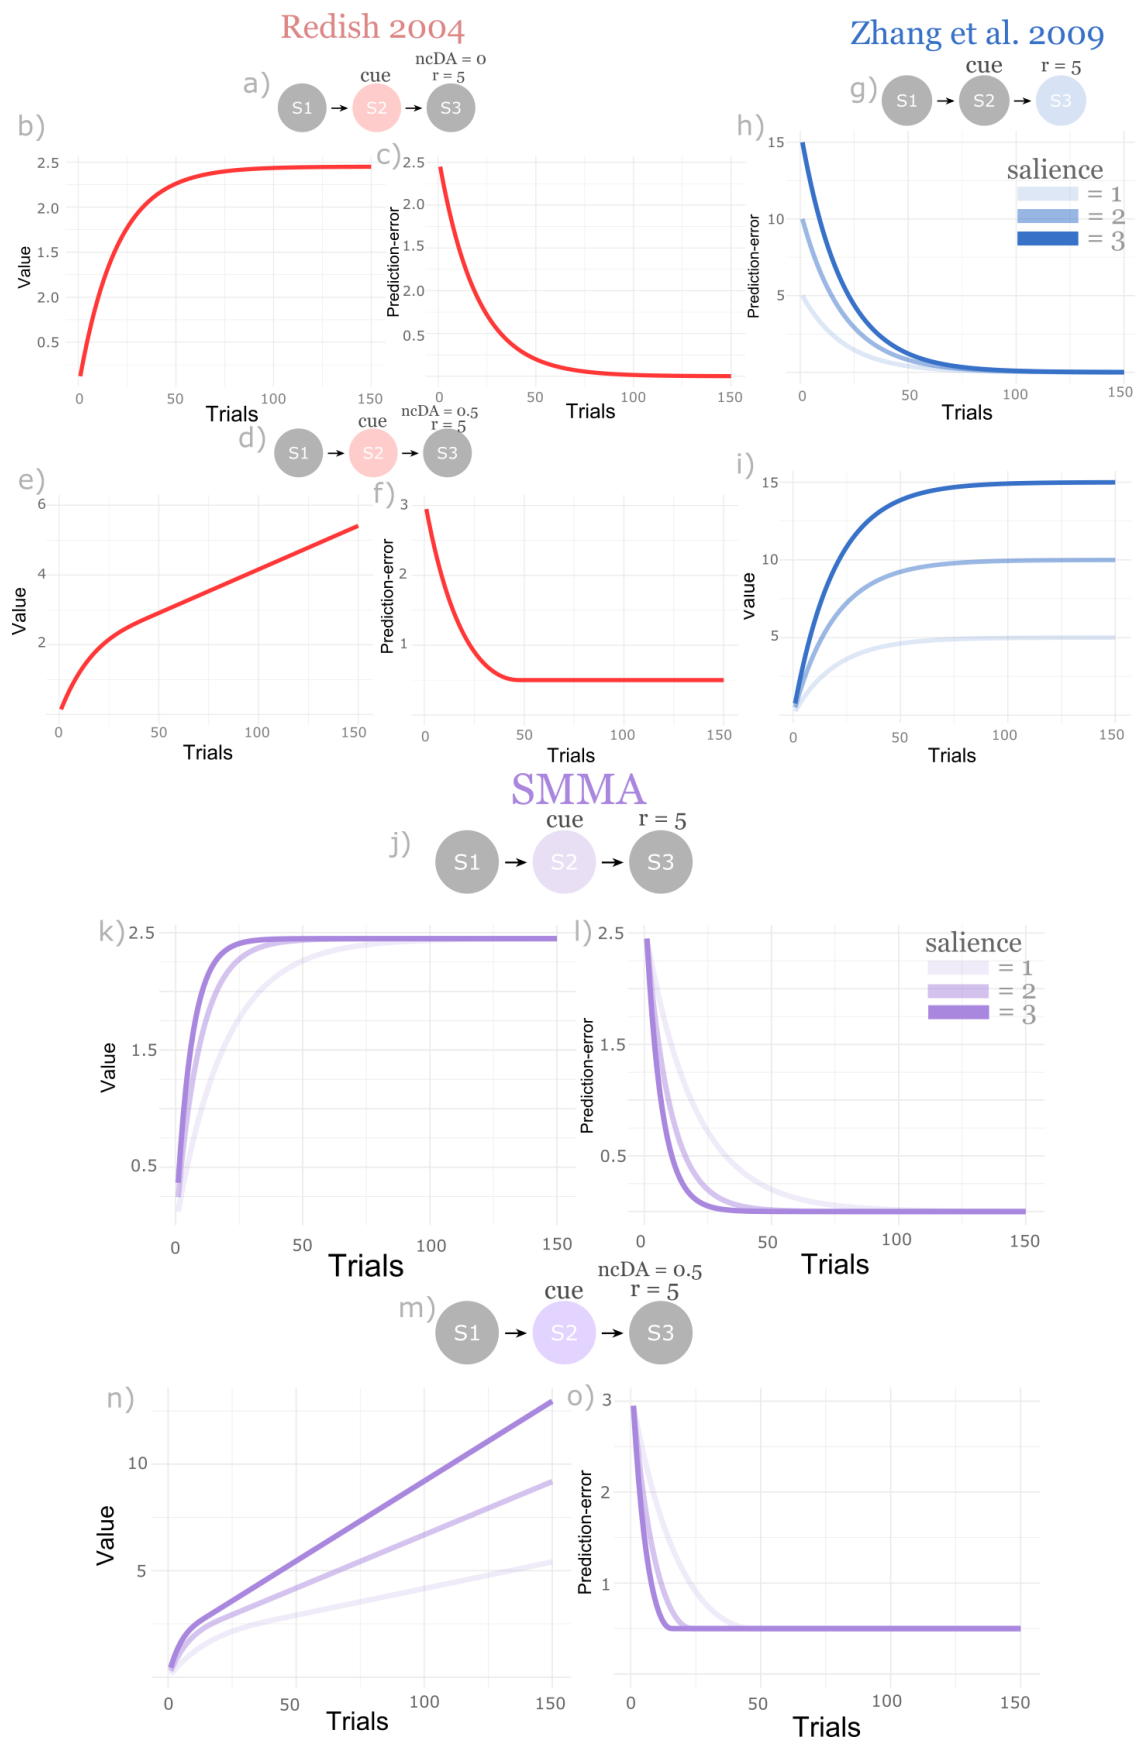 Redish 2004
Zhang et al. 2009
ncDA = 0
a)
cue
r = 5
S1
S2
S3
g)
cue
r = 5
S1
S2
S3
b)
2.5
2.0
1.5
2.0
0.5
Value
0
50
100
150
Trials
c)
2.5
2.0
1.5
2.0
0.5
Prediction-error
0
50
100
150
Trials
h)
15
10
5
Prediction-error
salience
= 1
= 2
= 3
0
50
100
150
Trials
d)
cue
ncDA = 0.5
r = 5
S1
S2
S3
e)
6
4
2
Value
0
50
100
150
Trials
f)
3
2
1
Prediction-error
0
50
100
150
Trials
i)
15
10
5
Value
0
50
100
150
Trials
SMMA
j)
cue
r = 5
S1
S2
S3
k)
2.5
1.5
0.5
Value
0
50
100
150
Trials
l)
2.5
1.5
0.5
Prediction-error
salience
= 1
= 2
= 3
0
50
100
150
Trials
ncDA = 0.5
m)
cue
r = 5
S1
S2
S3
n)
10
5
Value
0
50
100
150
Trials
o)
3
2
1
Prediction-error
0
50
100
150
Trials